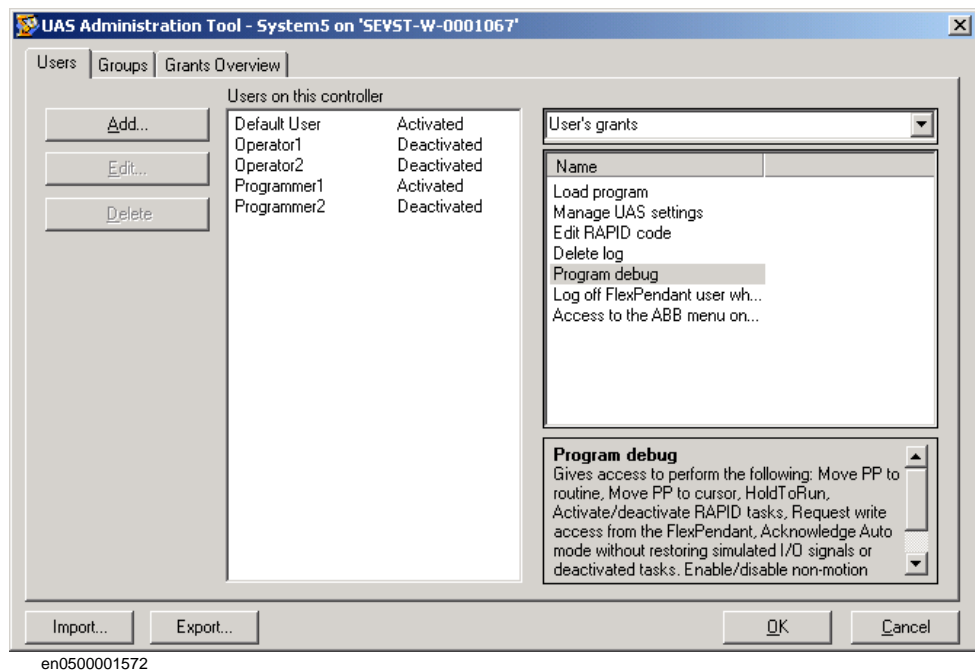 UAS Administration Tool - System5 on 'SEVST-W-0001067'
Users Groups Grants Overview
Users on this controller
Add...
Edit...
Delete
Default User Activated
Operator1 Deactivated
Operator2 Deactivated
Programmer1 Activated
Programmer2 Deactivated
User's grants
Name
Load program
Manage UAS settings
Edit RAPID code
Delete log
Program debug
Log off FlexPendant user wh...
Access to the ABB menu on...
Program debug
Gives access to perform the following: Move PP to
routine, Move PP to cursor, HoldToRun,
Activate/deactivate RAPID tasks, Request write
access from the FlexPendant, Acknowledge Auto
mode without restoring simulated I/O signals or
deactivated tasks. Enable/disable non-motion
Import... Export... OK Cancel
en0500001572